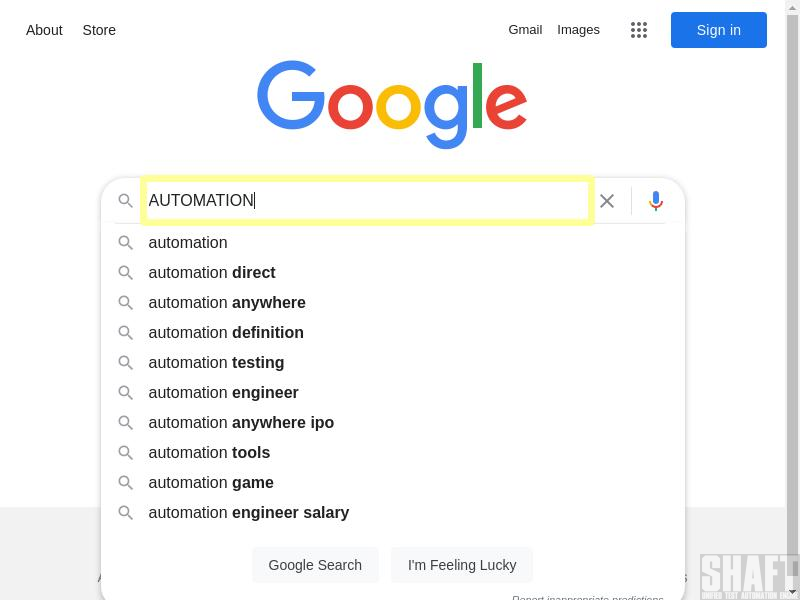 About Store Gmail Images Sign in
Google
AUTOMATION
automation
automation direct
automation anywhere
automation definition
automation testing
automation engineer
automation anywhere ipo
automation tools
automation game
automation engineer salary
Google Search I'm Feeling Lucky
Report inappropriate predictions
SHAFT